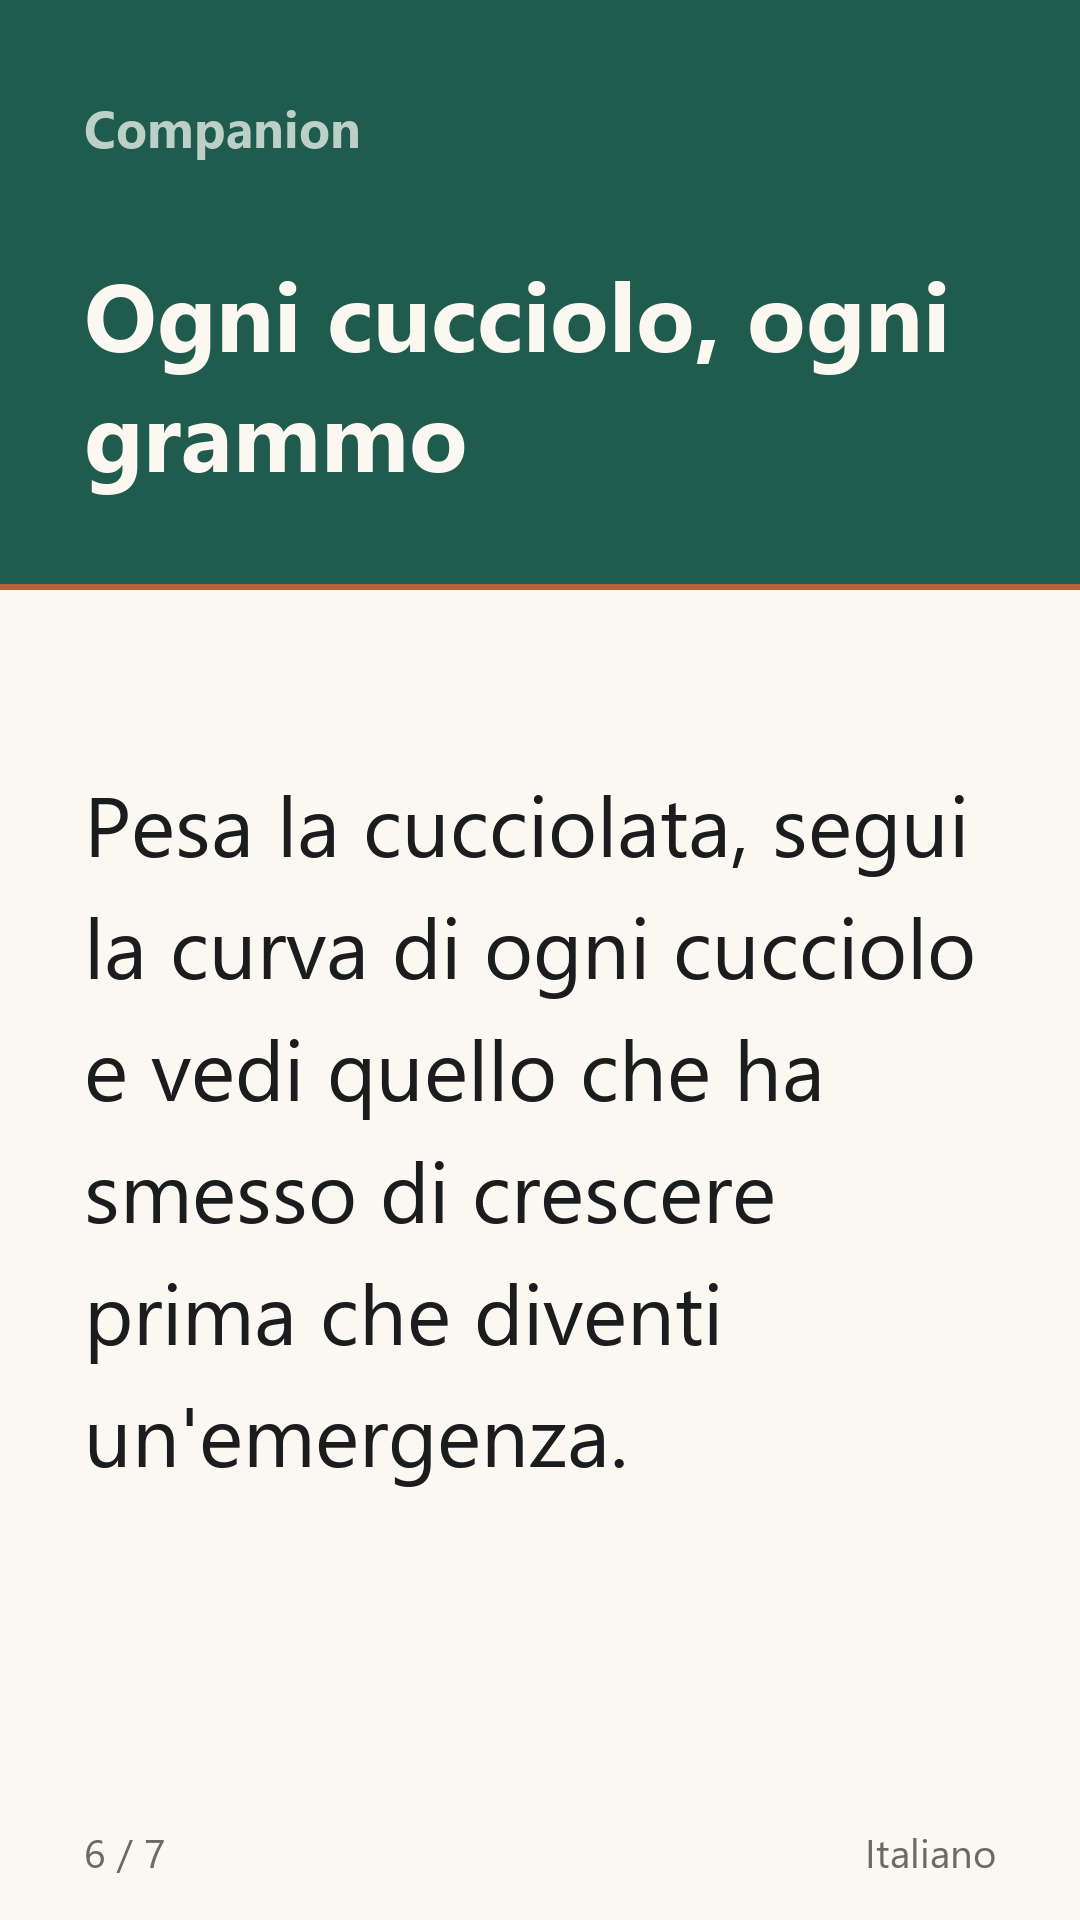 Companion
Ogni cucciolo, ogni
grammo
Pesa la cucciolata, segui
la curva di ogni cucciolo
e vedi quello che ha
smesso di crescere
prima che diventi
un'emergenza.
6 / 7
Italiano